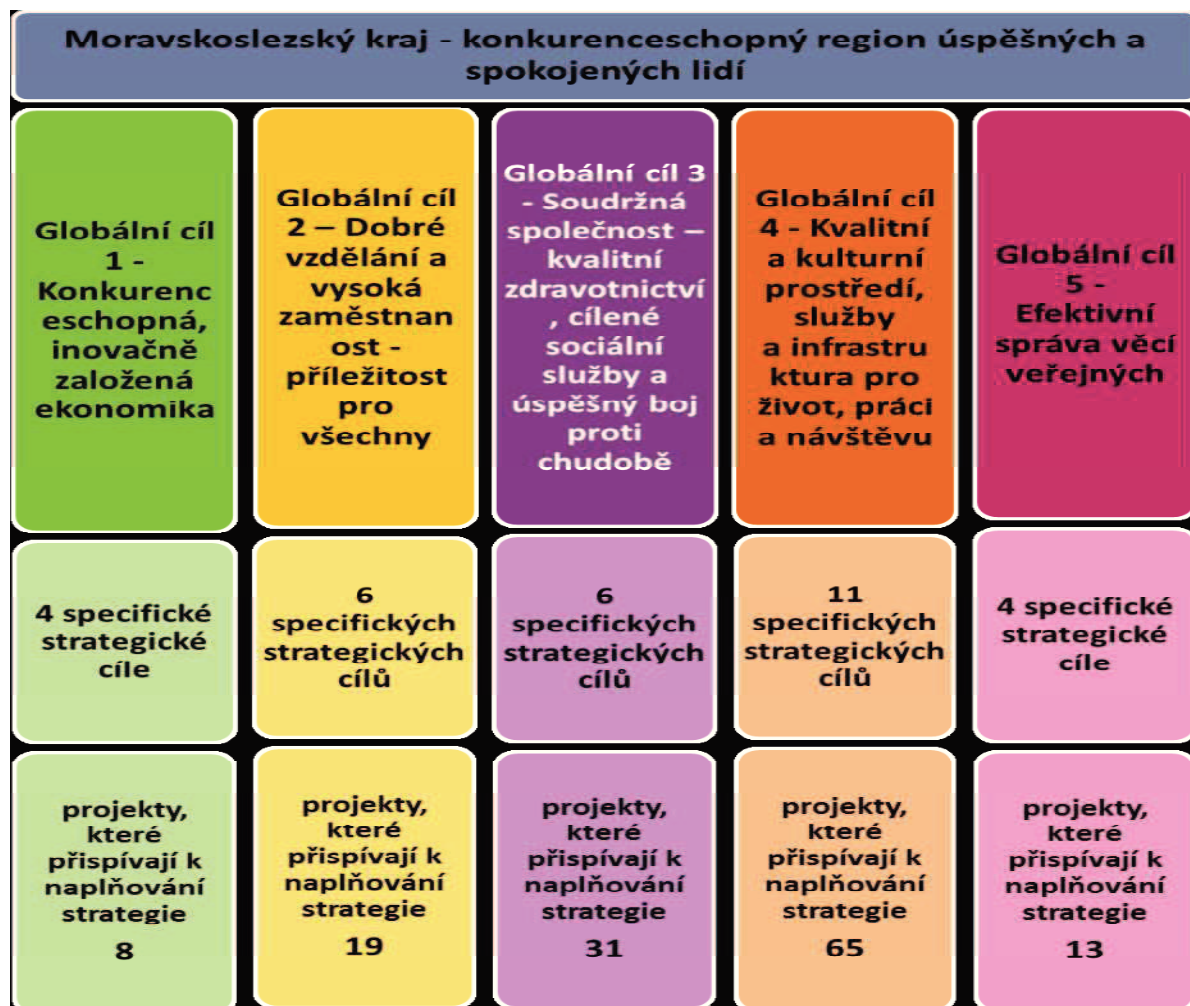 Moravskoslezský kraj - konkurenceschopný region úspěšných a
spokojených lidí
Globální cíl
1 -
Konkurenc
eschopná,
inovačně
založená
ekonomika
Globální cíl
2 – Dobré
vzdělání a
vysoká
zaměstnan
ost -
příležitost
pro
všechny
Globální cíl 3
- Soudržná
společnost –
kvalitní
zdravotnictví
, cílené
sociální
služby a
úspěšný boj
proti
chudobě
Globální cíl
4 - Kvalitní
a kulturní
prostředí,
služby
a infrastru
ktura pro
život, práci
a návštěvu
Globální cíl
5 -
Efektivní
správa věcí
veřejných
4 specifické
strategické
cíle
6
specifických
strategických
cílů
6
specifických
strategických
cílů
11
specifických
strategických
cílů
4 specifické
strategické
cíle
projekty,
které
přispívají k
naplňování
strategie
8
projekty,
které
přispívají k
naplňování
strategie
19
projekty,
které
přispívají k
naplňování
strategie
31
projekty,
které
přispívají k
naplňování
strategie
65
projekty,
které
přispívají k
naplňování
strategie
13